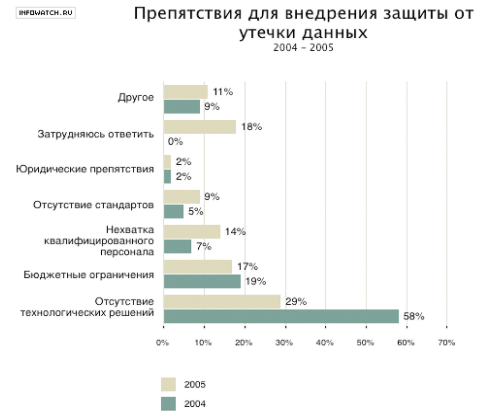 INFOWATCH.RU
Препятствия для внедрения защиты от
утечки данных
2004 – 2005
Другое
11%
9%
Затрудняюсь ответить
18%
0%
Юридические препятствия
2%
2%
Отсутствие стандартов
9%
5%
Нехватка
квалифицированного
персонала
14%
7%
Бюджетные ограничения
17%
19%
Отсутствие
технологических решений
29%
58%
0% 10% 20% 30% 40% 50% 60% 70%
2005
2004